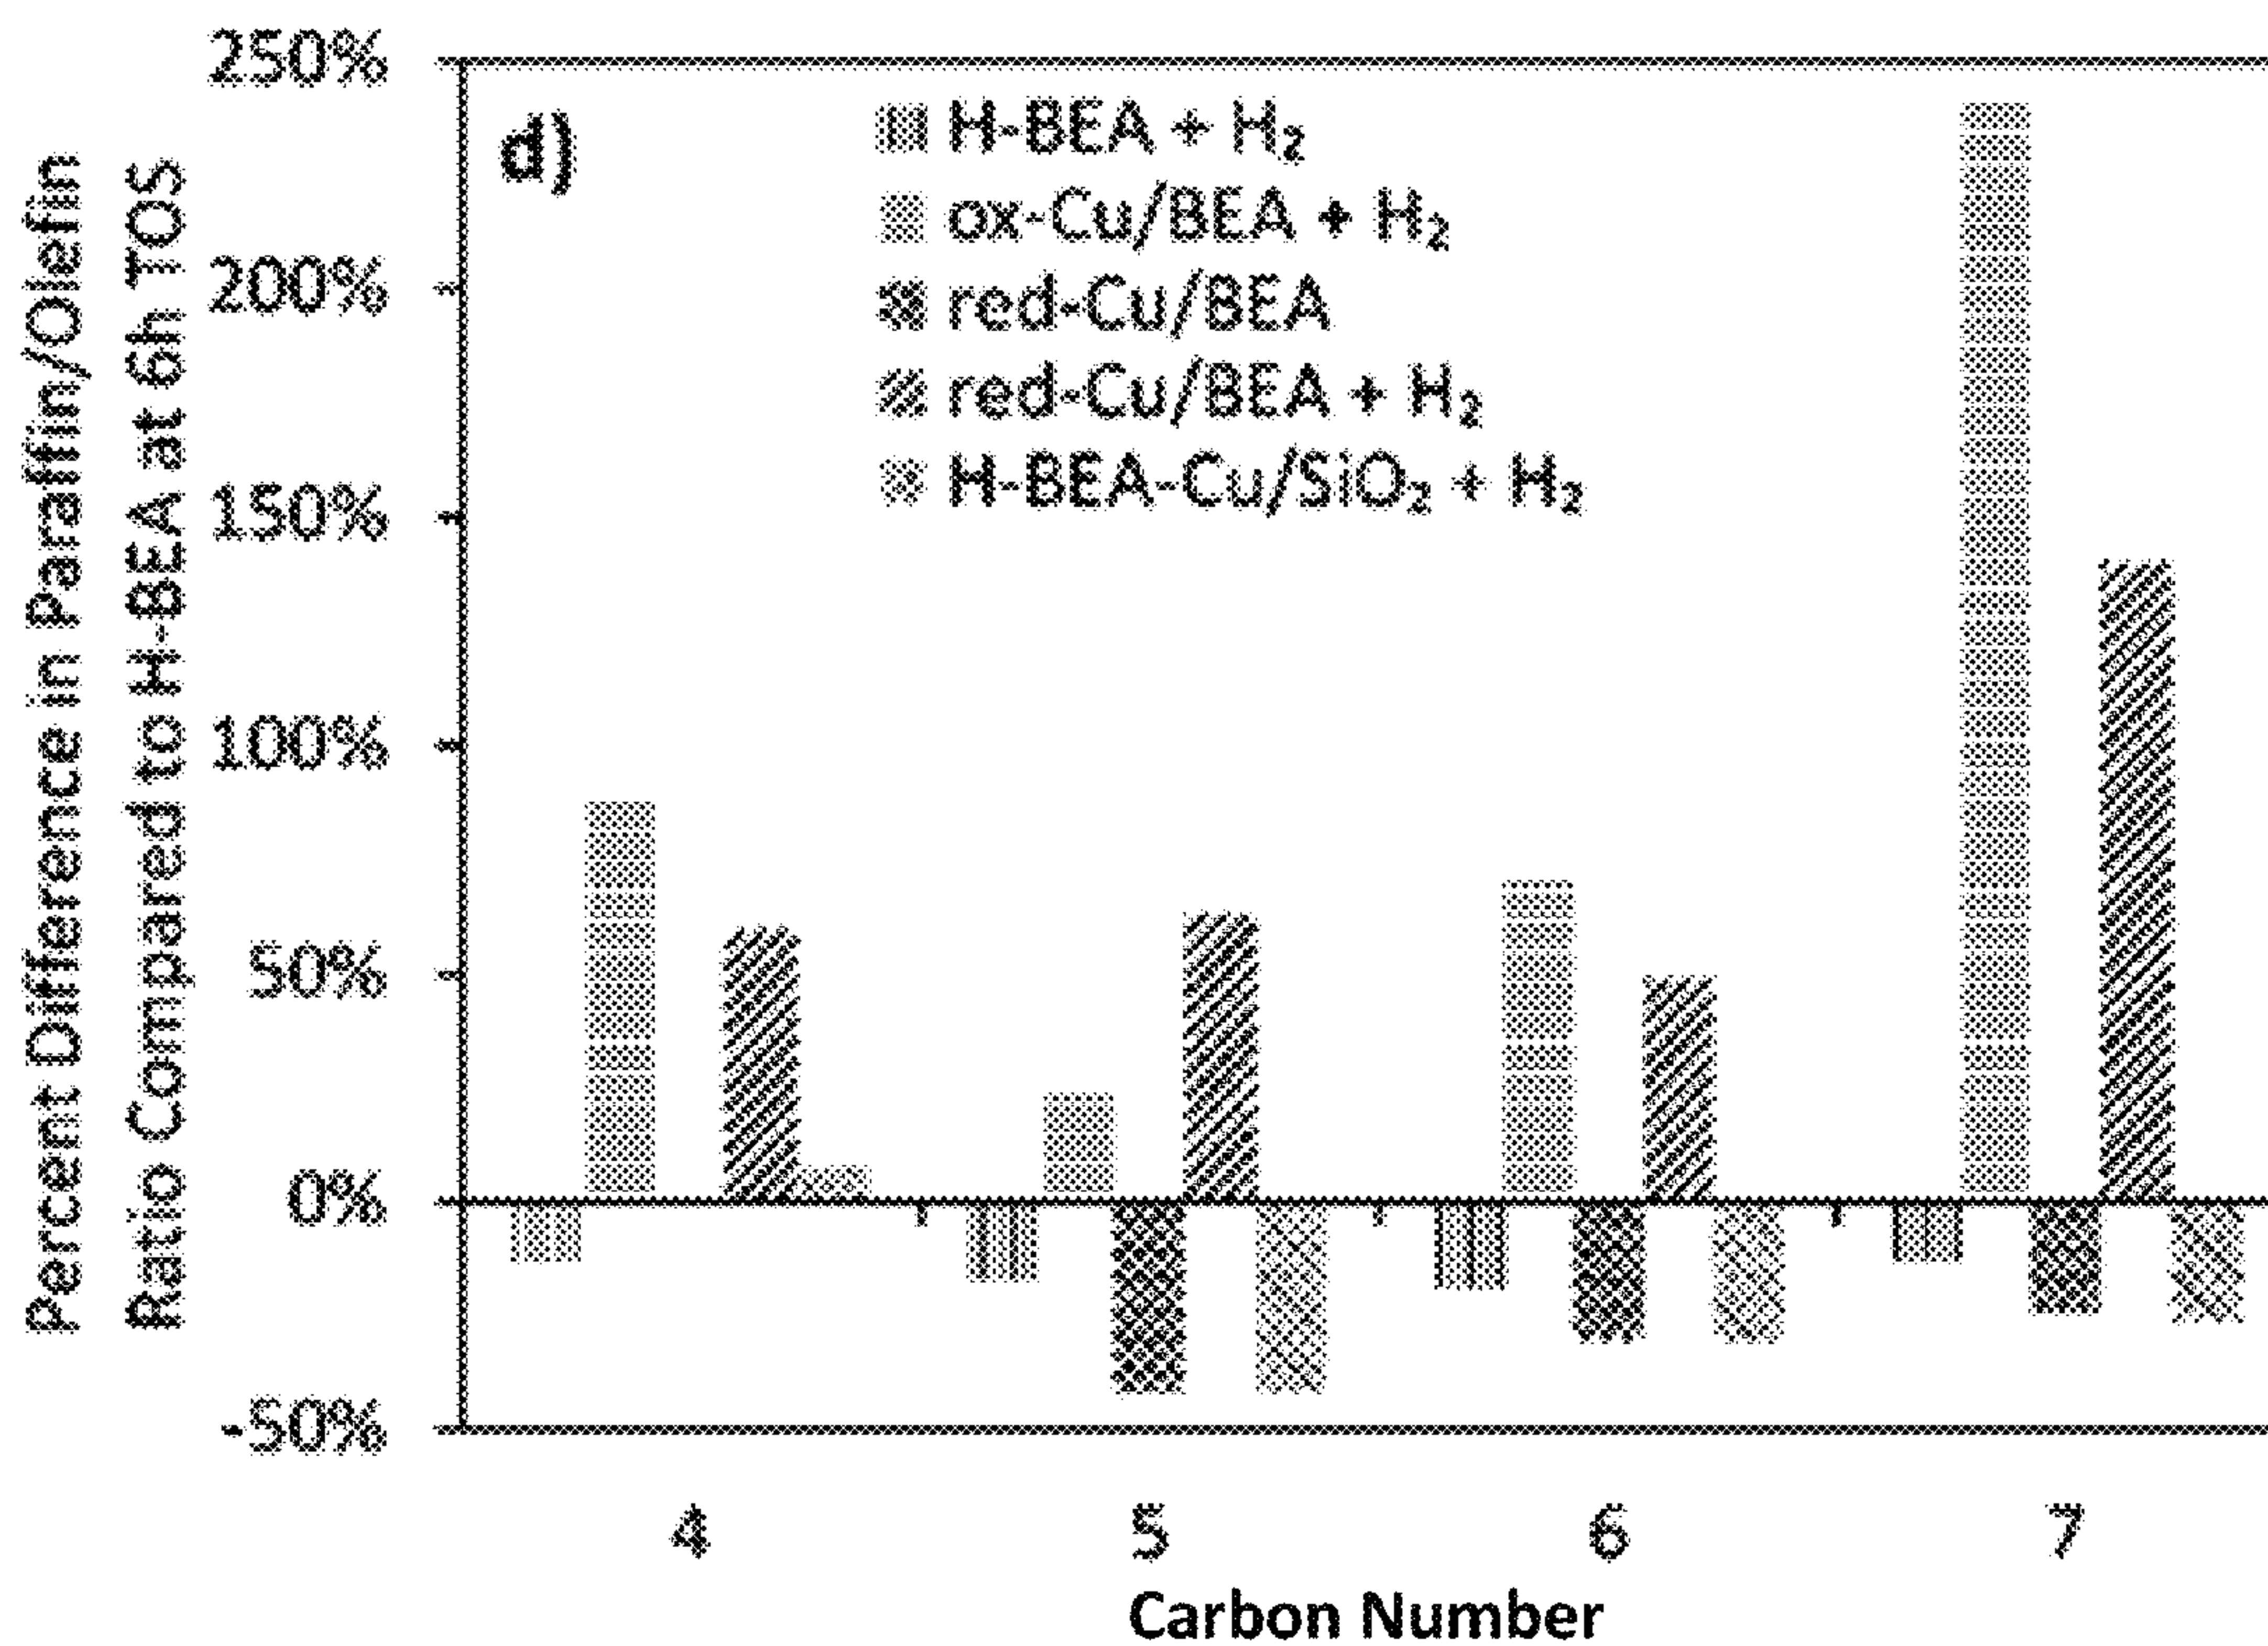 Percent Difference in Paraffin/Olefin
Ratio Compared to H-BEA at 6h TOS
250%
200%
150%
100%
50%
0%
-50%
d)
H-BEA + H₂
ox-Cu/BEA + H₂
red-Cu/BEA
red-Cu/BEA + H₂
H-BEA-Cu/SiO₂ + H₂
4 5 6 7
Carbon Number